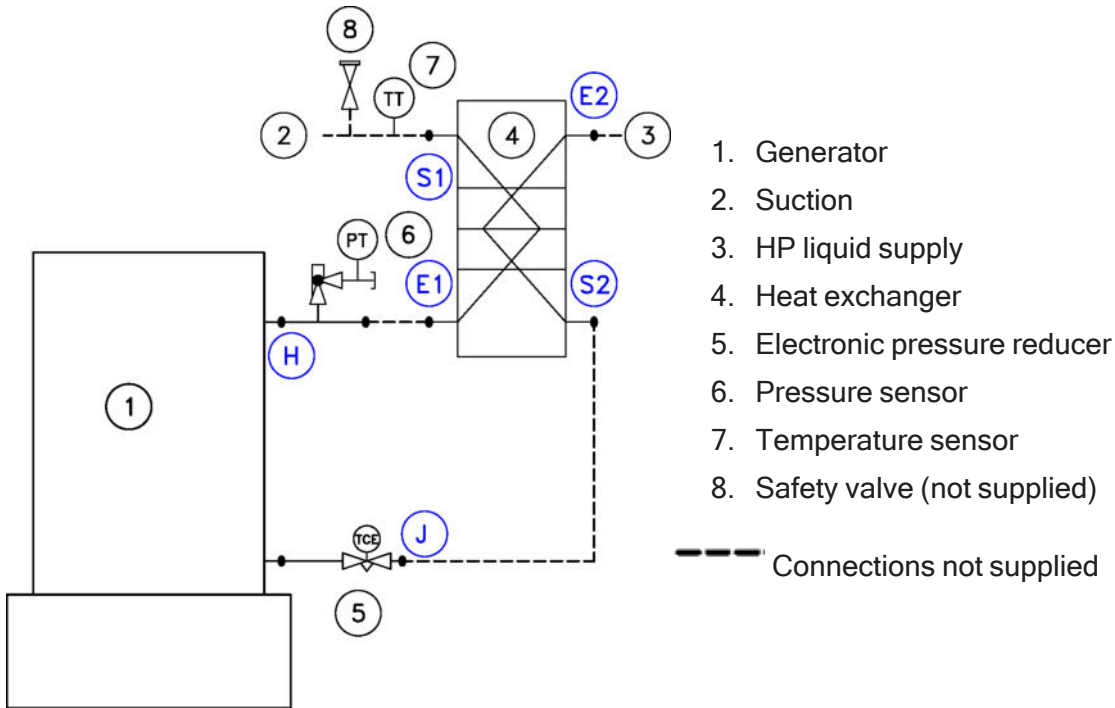 8
7
TT
E2
2
4
3
S1
6
PT
E1
S2
H
1
TCE
J
5
1. Generator
2. Suction
3. HP liquid supply
4. Heat exchanger
5. Electronic pressure reducer
6. Pressure sensor
7. Temperature sensor
8. Safety valve (not supplied)
Connections not supplied